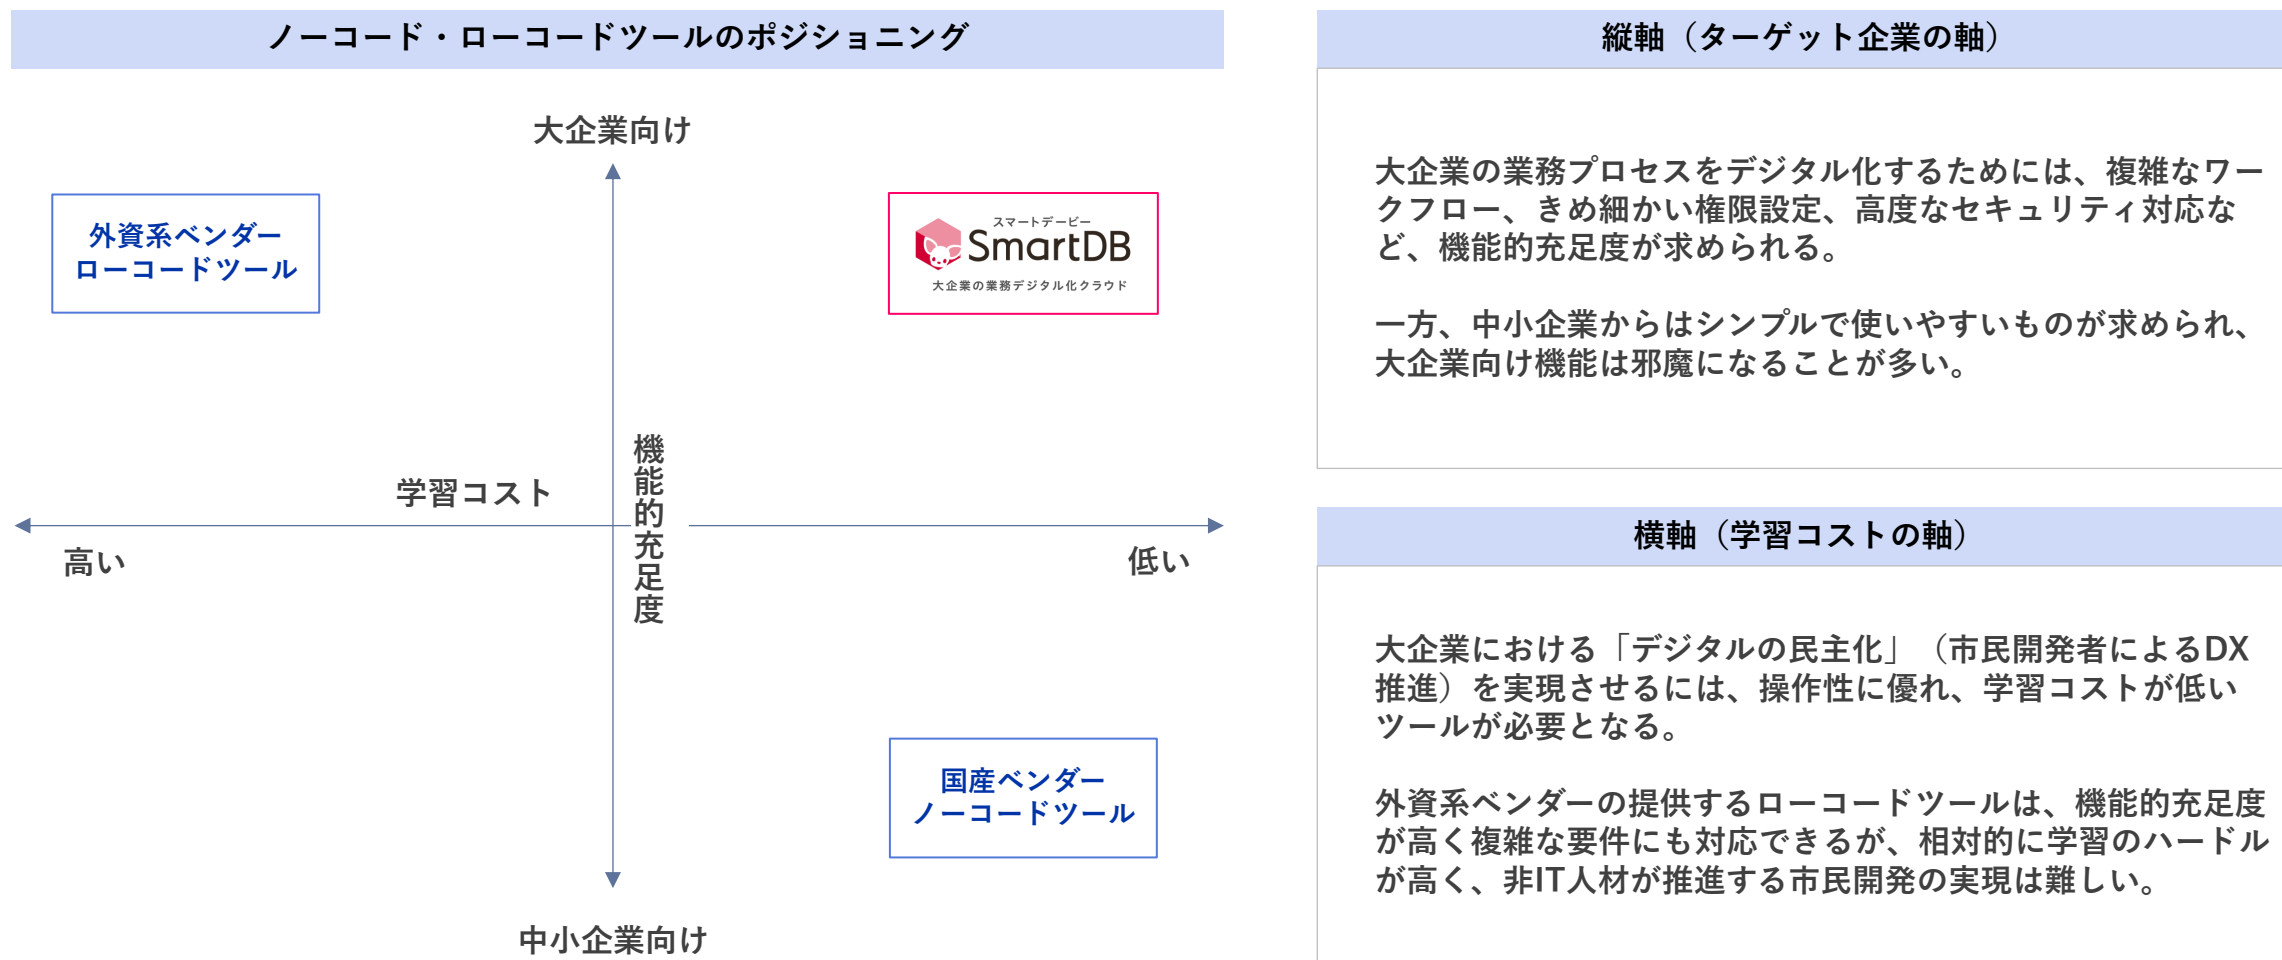 ノーコード・ローコードツールのポジショニング
大企業向け
外資系ベンダー
ローコードツール
スマートデービー
SmartDB
大企業の業務デジタル化クラウド
学習コスト
機能的充足度
高い
低い
国産ベンダー
ノーコードツール
中小企業向け
縦軸（ターゲット企業の軸）
大企業の業務プロセスをデジタル化するためには、複雑なワー
クフロー、きめ細かい権限設定、高度なセキュリティ対応な
ど、機能的充足度が求められる。
一方、中小企業からはシンプルで使いやすいものが求められ、
大企業向け機能は邪魔になることが多い。
横軸（学習コストの軸）
大企業における「デジタルの民主化」（市民開発者によるDX
推進）を実現させるには、操作性に優れ、学習コストが低い
ツールが必要となる。
外資系ベンダーの提供するローコードツールは、機能的充足度
が高く複雑な要件にも対応できるが、相対的に学習のハードル
が高く、非IT人材が推進する市民開発の実現は難しい。